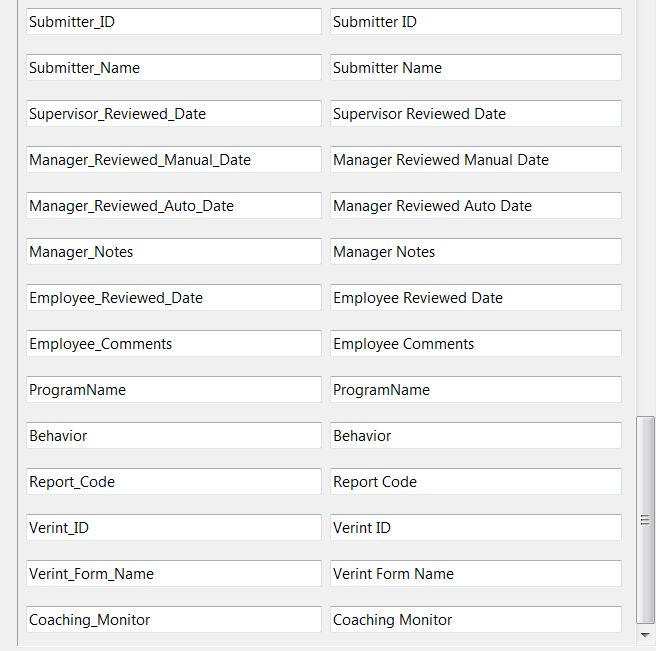 Submitter_ID Submitter ID
Submitter_Name Submitter Name
Supervisor_Reviewed_Date Supervisor Reviewed Date
Manager_Reviewed_Manual_Date Manager Reviewed Manual Date
Manager_Reviewed_Auto_Date Manager Reviewed Auto Date
Manager_Notes Manager Notes
Employee_Reviewed_Date Employee Reviewed Date
Employee_Comments Employee Comments
ProgramName ProgramName
Behavior Behavior
Report_Code Report Code
Verint_ID Verint ID
Verint_Form_Name Verint Form Name
Coaching_Monitor Coaching Monitor